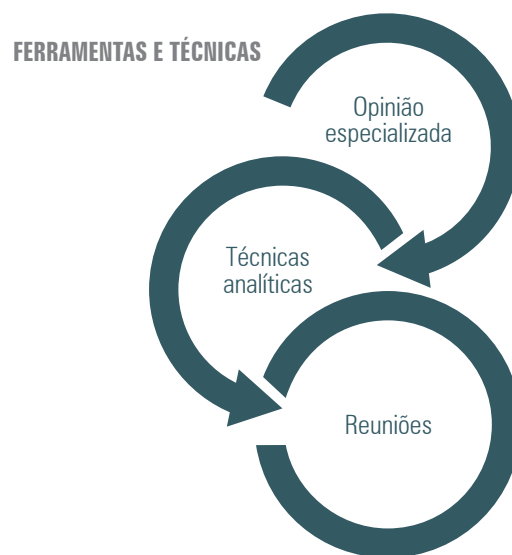 FERRAMENTAS E TÉCNICAS
Opinião
especializada
Técnicas
analíticas
Reuniões